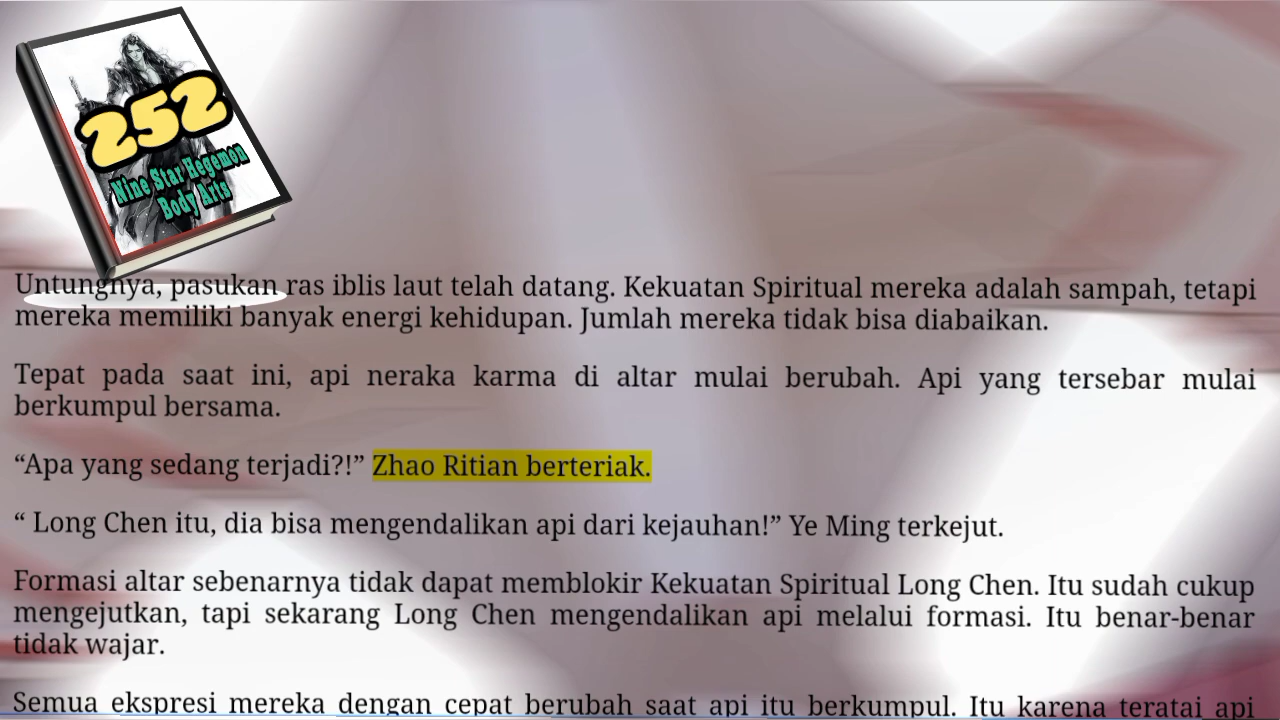 252
Nine Star Hegemon
Body Arts
Untungnya, pasukan ras iblis laut telah datang. Kekuatan Spiritual mereka adalah sampah, tetapi
mereka memiliki banyak energi kehidupan. Jumlah mereka tidak bisa diabaikan.
Tepat pada saat ini, api neraka karma di altar mulai berubah. Api yang tersebar mulai
berkumpul bersama.
“Apa yang sedang terjadi?!” Zhao Ritian berteriak.
“ Long Chen itu, dia bisa mengendalikan api dari kejauhan!” Ye Ming terkejut.
Formasi altar sebenarnya tidak dapat memblokir Kekuatan Spiritual Long Chen. Itu sudah cukup
mengejutkan, tapi sekarang Long Chen mengendalikan api melalui formasi. Itu benar-benar
tidak wajar.
Semua ekspresi mereka dengan cepat berubah saat api itu berkumpul. Itu karena teratai api